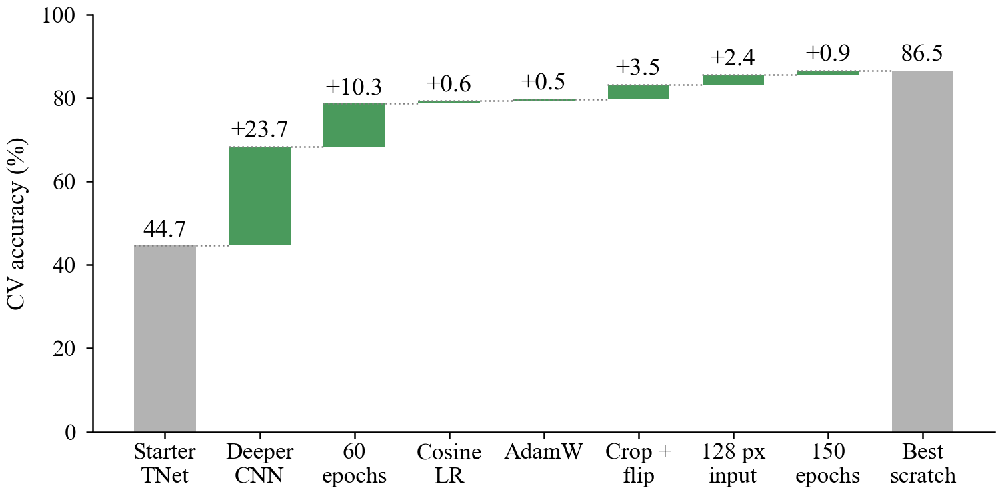 CV accuracy (%)
100
80
60
40
20
0
44.7
+23.7
+10.3
+0.6
+0.5
+3.5
+2.4
+0.9
86.5
Starter
TNet
Deeper
CNN
60
epochs
Cosine
LR
AdamW
Crop +
flip
128 px
input
150
epochs
Best
scratch